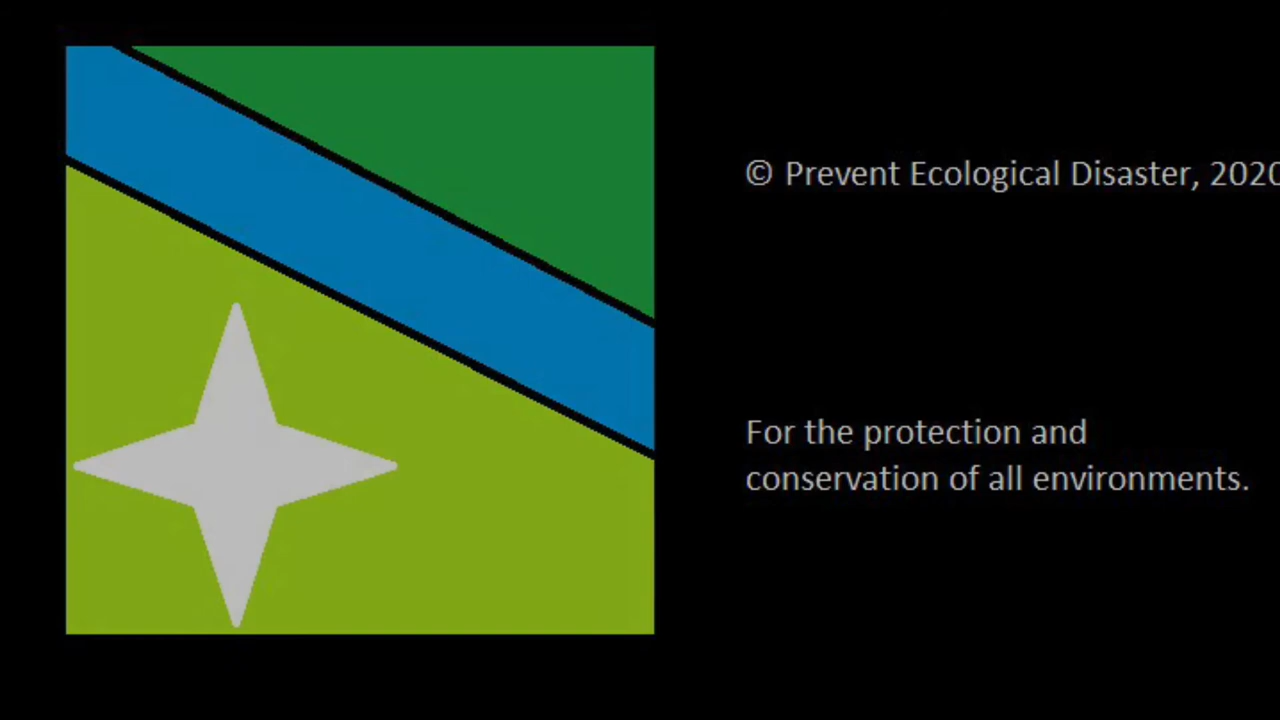 © Prevent Ecological Disaster, 2020
For the protection and
conservation of all environments.